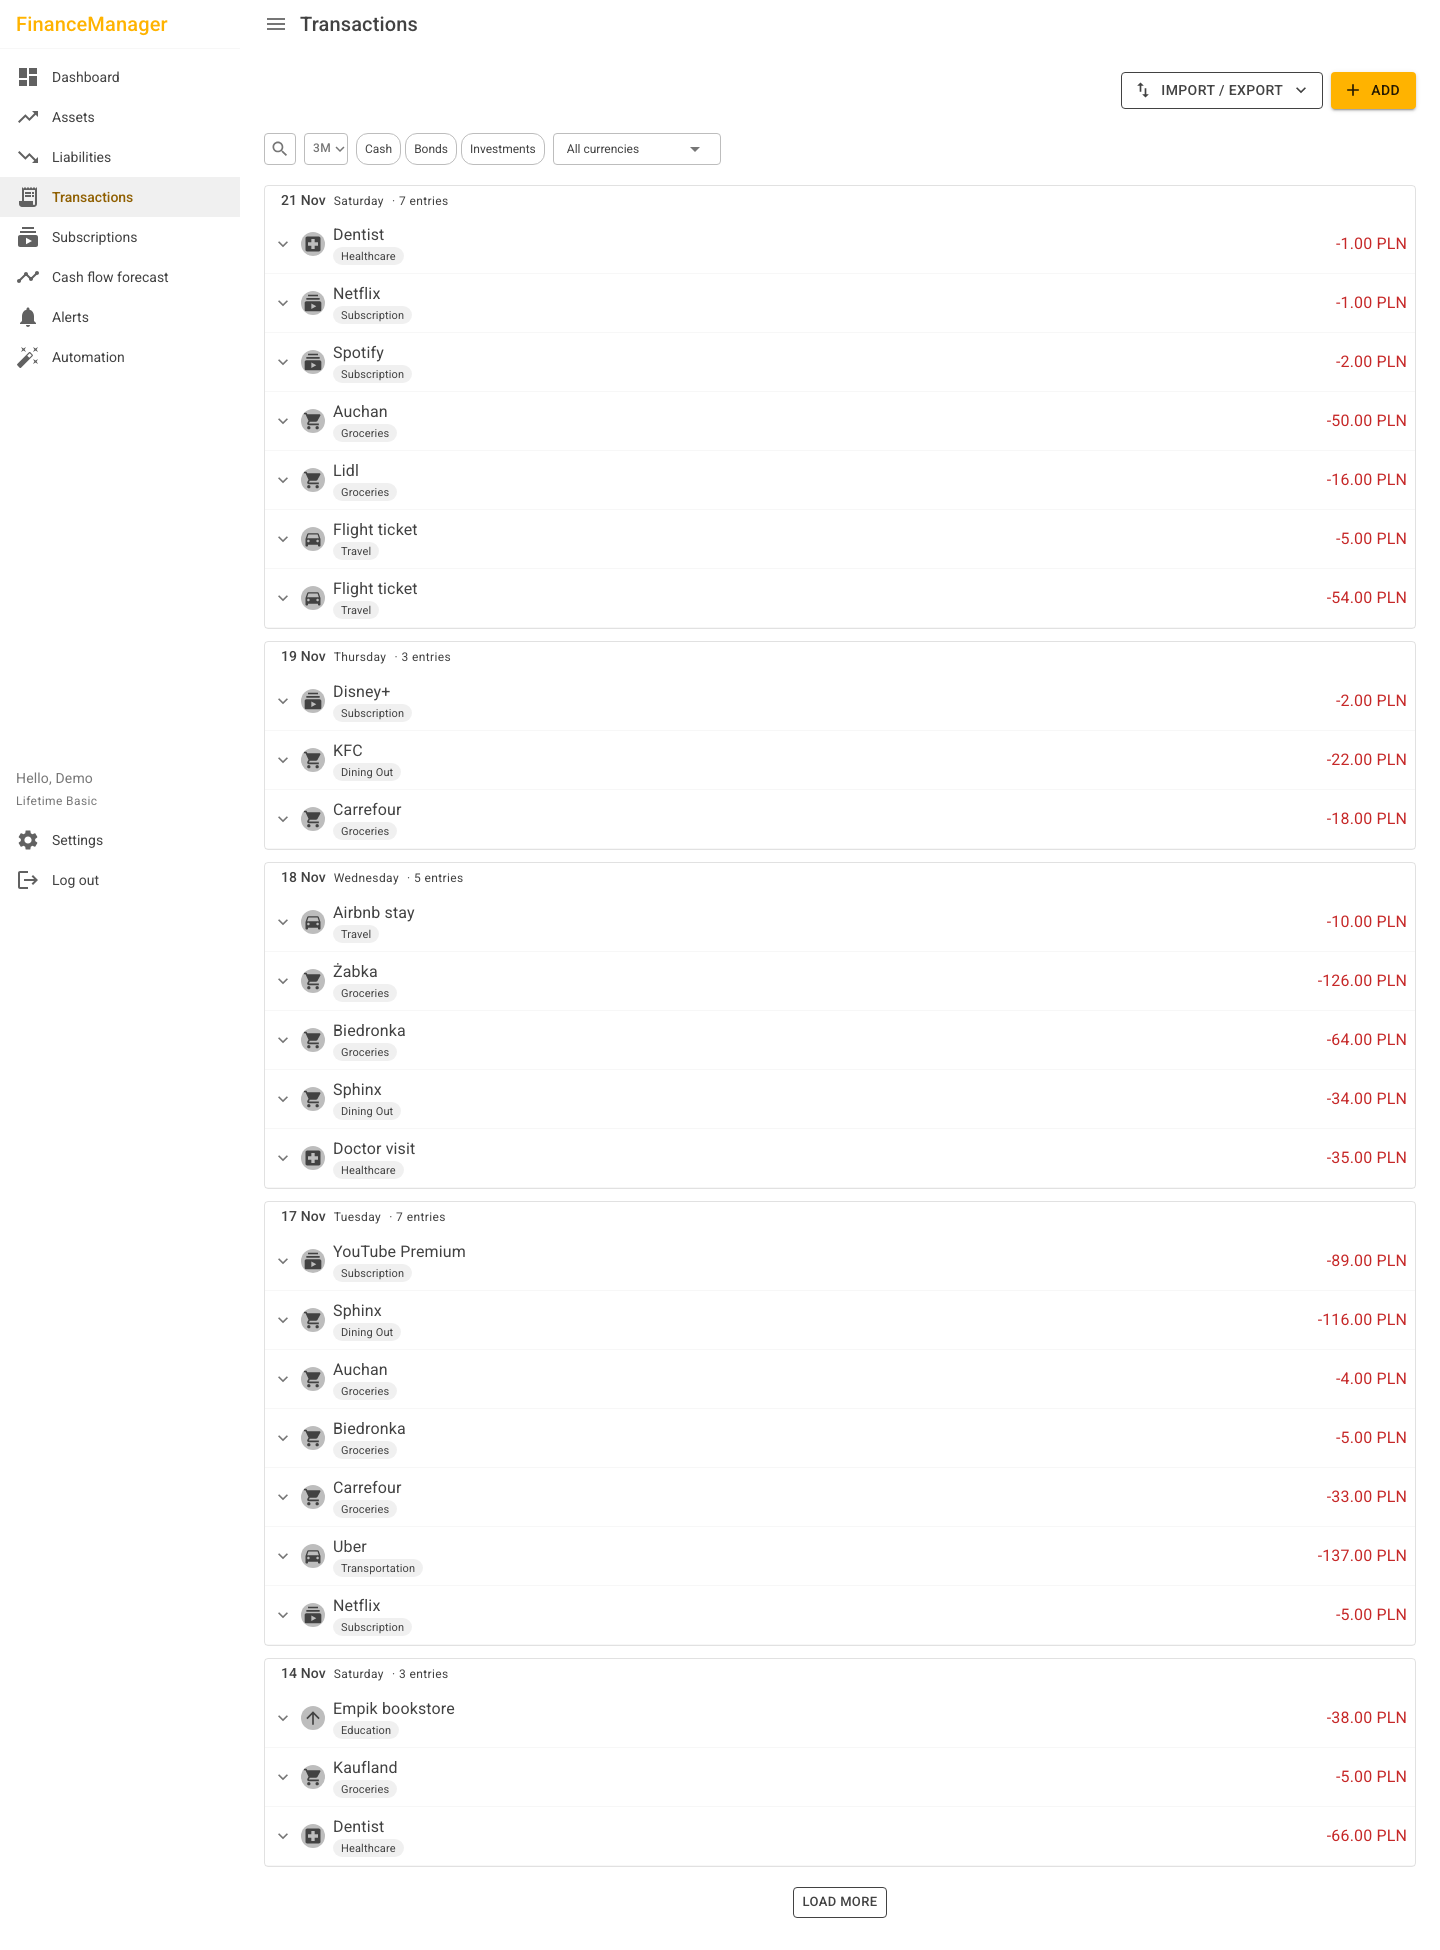 FinanceManager
Transactions
Dashboard
Assets
Liabilities
Transactions
Subscriptions
Cash flow forecast
Alerts
Automation
Hello, Demo
Lifetime Basic
Settings
Log out
IMPORT / EXPORT
ADD
3M
Cash
Bonds
Investments
All currencies
21 Nov Saturday · 7 entries
Dentist
Healthcare
-1.00 PLN
Netflix
Subscription
-1.00 PLN
Spotify
Subscription
-2.00 PLN
Auchan
Groceries
-50.00 PLN
Lidl
Groceries
-16.00 PLN
Flight ticket
Travel
-5.00 PLN
Flight ticket
Travel
-54.00 PLN
19 Nov Thursday · 3 entries
Disney+
Subscription
-2.00 PLN
KFC
Dining Out
-22.00 PLN
Carrefour
Groceries
-18.00 PLN
18 Nov Wednesday · 5 entries
Airbnb stay
Travel
-10.00 PLN
Żabka
Groceries
-126.00 PLN
Biedronka
Groceries
-64.00 PLN
Sphinx
Dining Out
-34.00 PLN
Doctor visit
Healthcare
-35.00 PLN
17 Nov Tuesday · 7 entries
YouTube Premium
Subscription
-89.00 PLN
Sphinx
Dining Out
-116.00 PLN
Auchan
Groceries
-4.00 PLN
Biedronka
Groceries
-5.00 PLN
Carrefour
Groceries
-33.00 PLN
Uber
Transportation
-137.00 PLN
Netflix
Subscription
-5.00 PLN
14 Nov Saturday · 3 entries
Empik bookstore
Education
-38.00 PLN
Kaufland
Groceries
-5.00 PLN
Dentist
Healthcare
-66.00 PLN
LOAD MORE